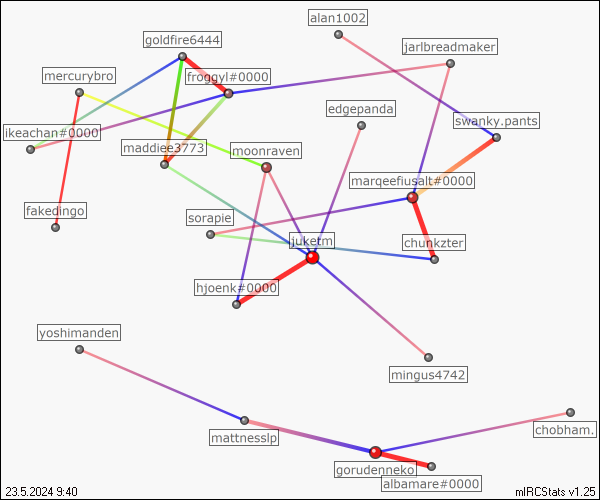 alan1002
goldfire6444
jarlbreadmaker
mercurybro
froggyl#0000
edgepanda
swanky.pants
ikeachan#0000
maddiee3773
moonraven
marqeefiusalt#0000
fakedingo
sorapie
juketm
chunkzter
hjoenk#0000
yoshimanden
mingus4742
mattnesslp
chobham.
gorudenneko
albamare#0000
23.5.2024 9:40
mIRCStats v1.25